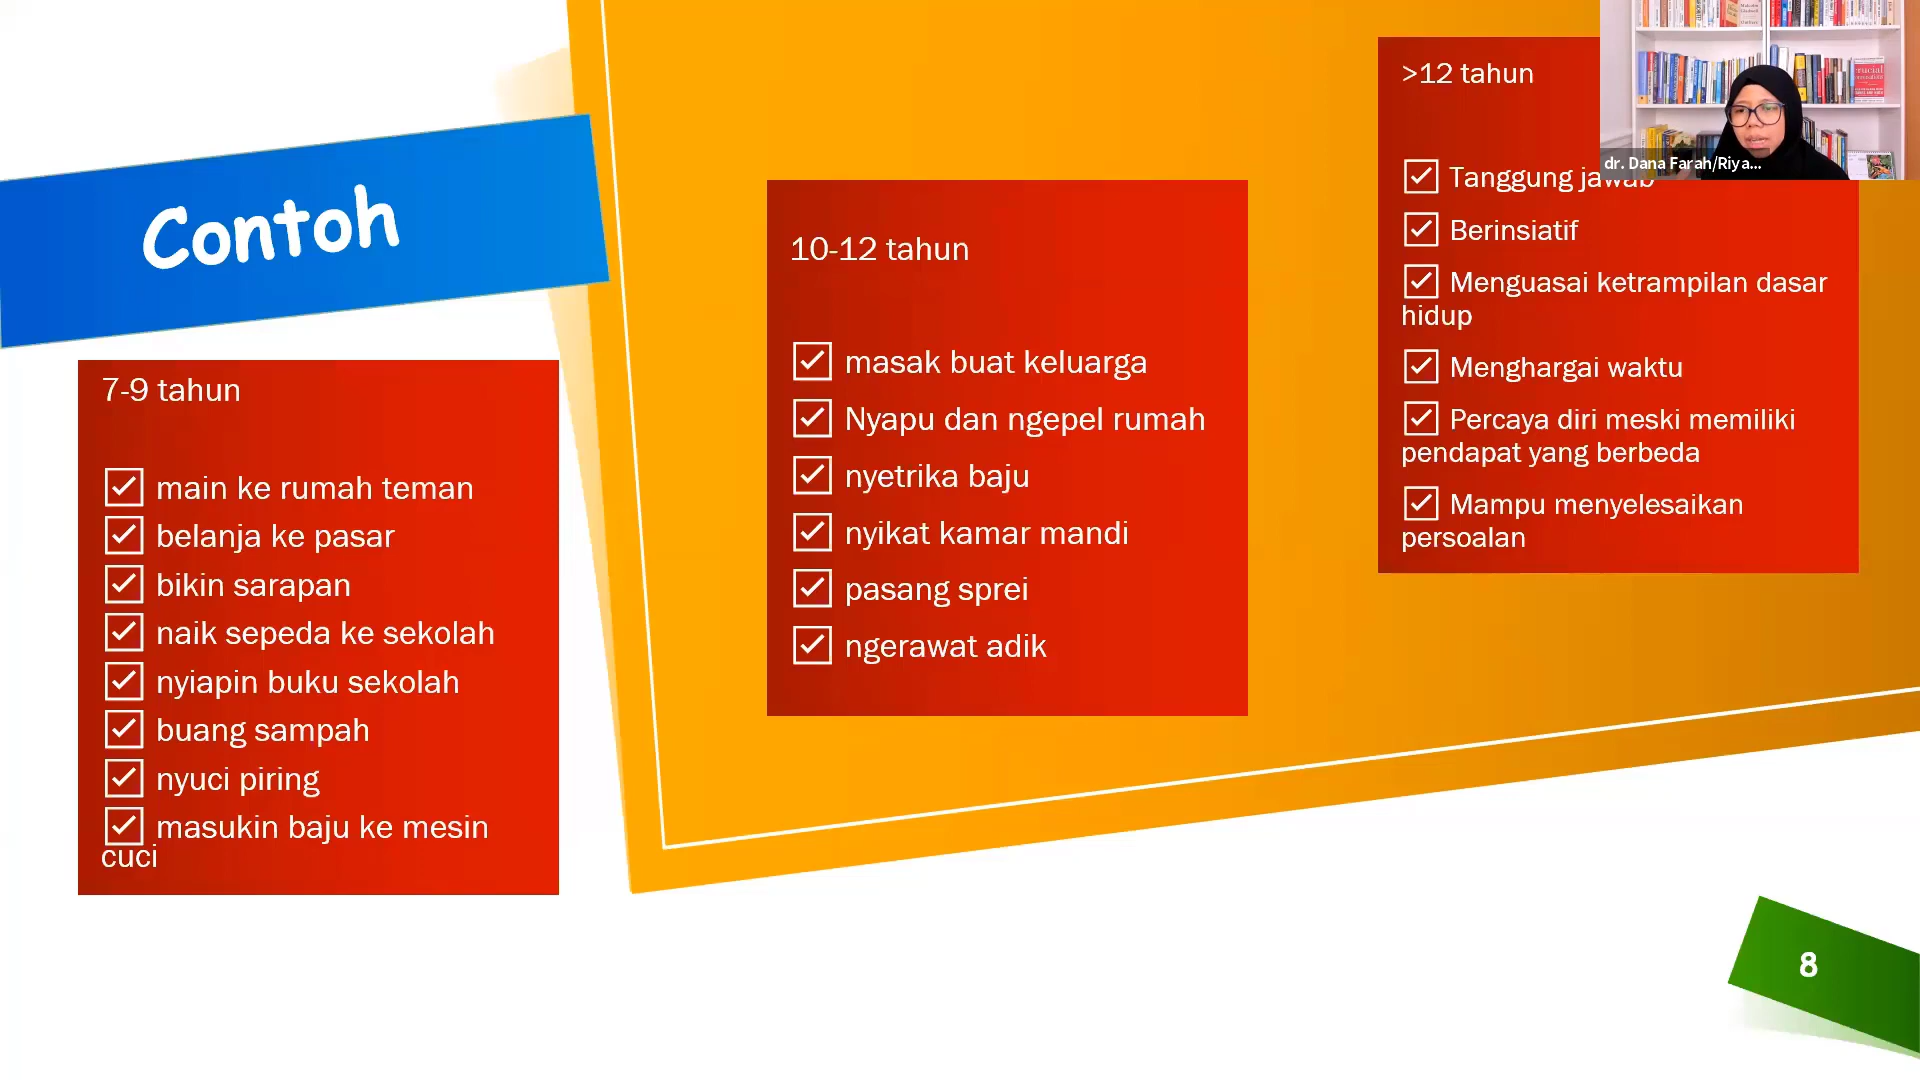 Contoh
7-9 tahun
main ke rumah teman
belanja ke pasar
bikin sarapan
naik sepeda ke sekolah
nyiapin buku sekolah
buang sampah
nyuci piring
masukin baju ke mesin
cuci
10-12 tahun
masak buat keluarga
Nyapu dan ngepel rumah
nyetrika baju
nyikat kamar mandi
pasang sprei
ngerawat adik
>12 tahun
Tanggung jawab
Berinsiatif
Menguasai ketrampilan dasar
hidup
Menghargai waktu
Percaya diri meski memiliki
pendapat yang berbeda
Mampu menyelesaikan
persoalan
dr. Dana Farah/Riya...
8